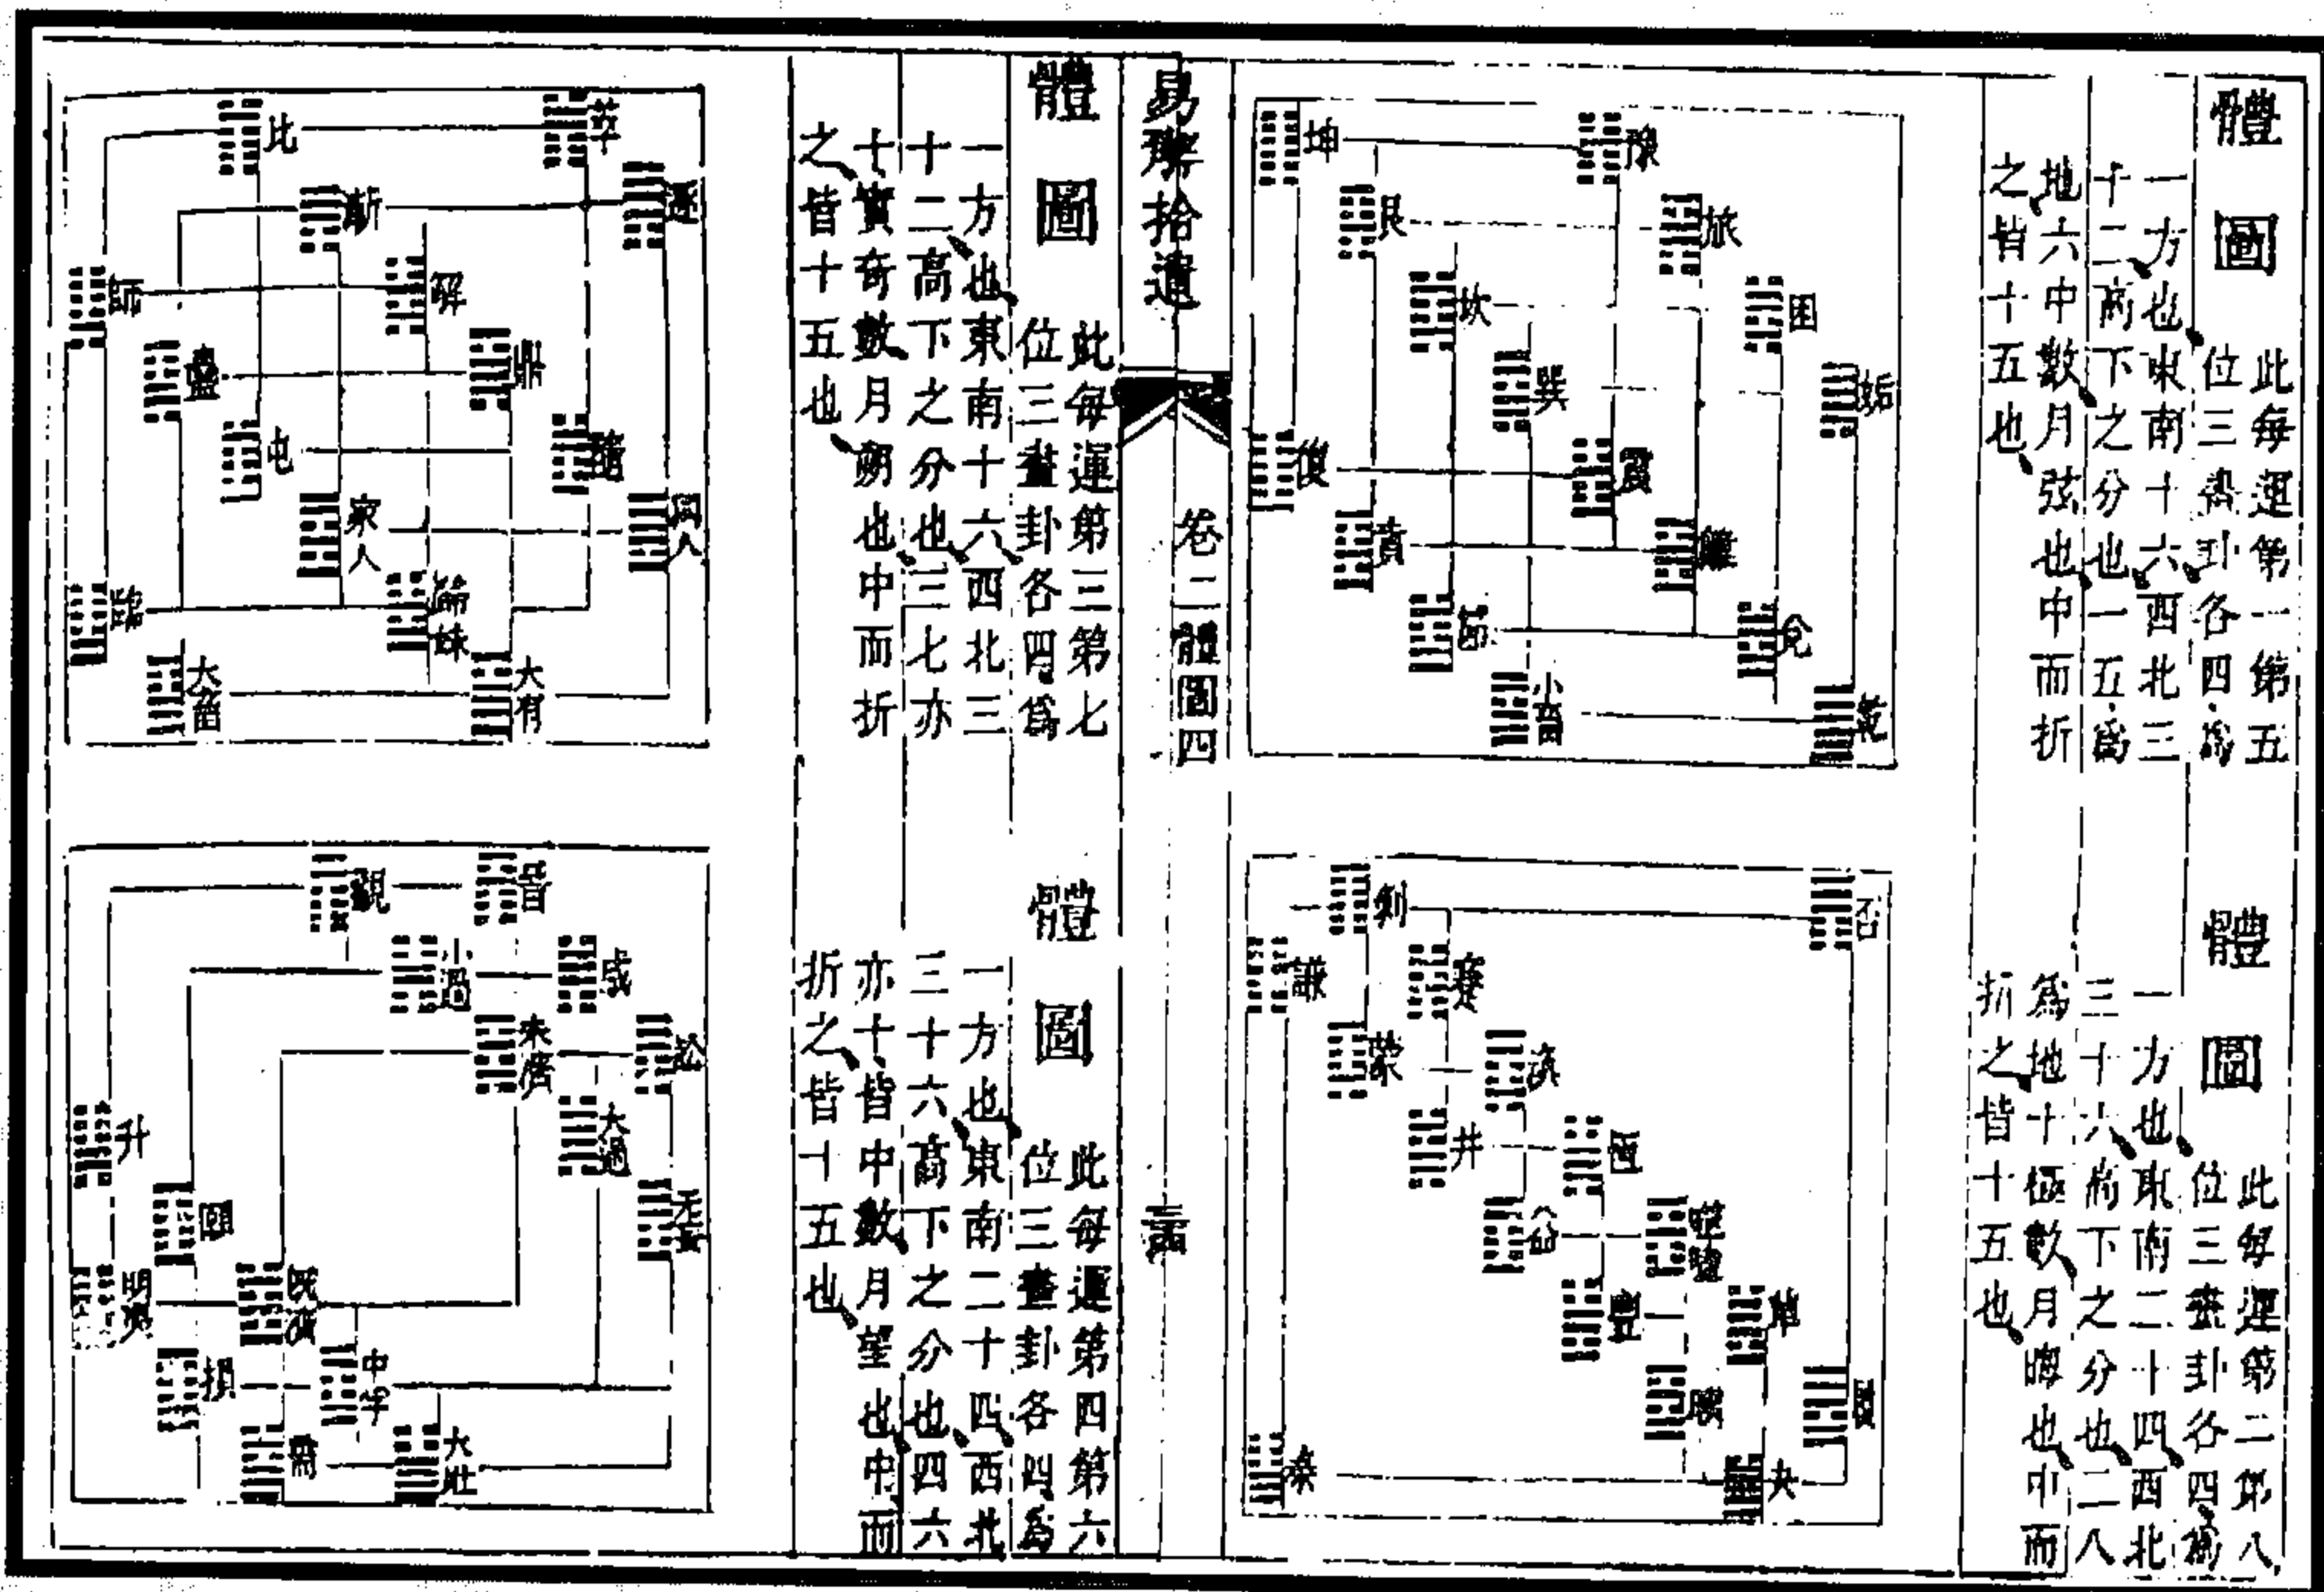 體圖
此每運第一第五
位三畫卦各四爲
一方也東南十六西北三
十二高下之分也一五爲
地六中數月弦也中而折
之皆十五也
坤
豫
艮
旅
坎
困
巽
姤
復
震
賁
離
節
兌
小畜
乾
體圖
此每運第二第八
位三畫卦各四爲
一方也東南二十四西北
三十六高下之分也二八
爲地十極數月晦也中而
折之皆十五也
剝
否
謙
蹇
蒙
渙
井
益
噬嗑
豐
革
睽
履
泰
夬
易解拾遺
卷二
體圖四
體圖
此每運第三第七
位三畫卦各四爲
一方也東南十六西北三
十二高下之分也三七亦
十實奇數月朔也中而折
之皆十五也
比
萃
漸
遯
師
解
蠱
鼎
屯
隨
家人
同人
臨
歸妹
大畜
大有
體圖
此每運第四第六
位三畫卦各四爲
一方也東南二十四西北
三十六高下之分也四六
亦十皆中數月望也中而
折之皆十五也
觀
晉
小過
咸
未濟
訟
升
大過
頤
无妄
明夷
既濟
損
中孚
需
大壯